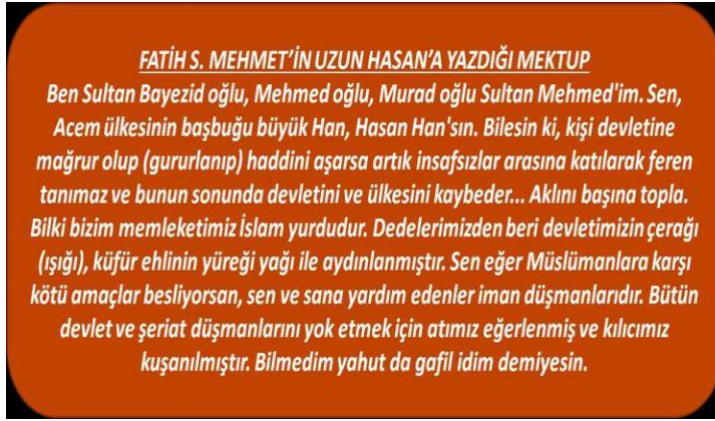 FATİH S. MEHMET’İN UZUN HASAN’A YAZDIĞI MEKTUP
Ben Sultan Bayezid oğlu, Mehmed oğlu, Murad oğlu Sultan Mehmed'im. Sen,
Acem ülkesinin başbuğu büyük Han, Hasan Han'sın. Bilesin ki, kişi devletine
mağrur olup (gururlanıp) haddini aşarsa artık insafsızlar arasına katılarak feren
tanımaz ve bunun sonunda devletini ve ülkesini kaybeder... Aklını başına topla.
Bilki bizim memleketimiz İslam yurdudur. Dedelerimizden beri devletimizin çerağı
(ışığı), küfür ehlinin yüreği yağı ile aydınlanmıştır. Sen eğer Müslümanlara karşı
kötü amaçlar besliyorsan, sen ve sana yardım edenler iman düşmanlarıdır. Bütün
devlet ve şeriat düşmanlarını yok etmek için atımız eğerlenmiş ve kılıcımız
kuşanılmıştır. Bilmedim yahut da gafil idim demiyesin.